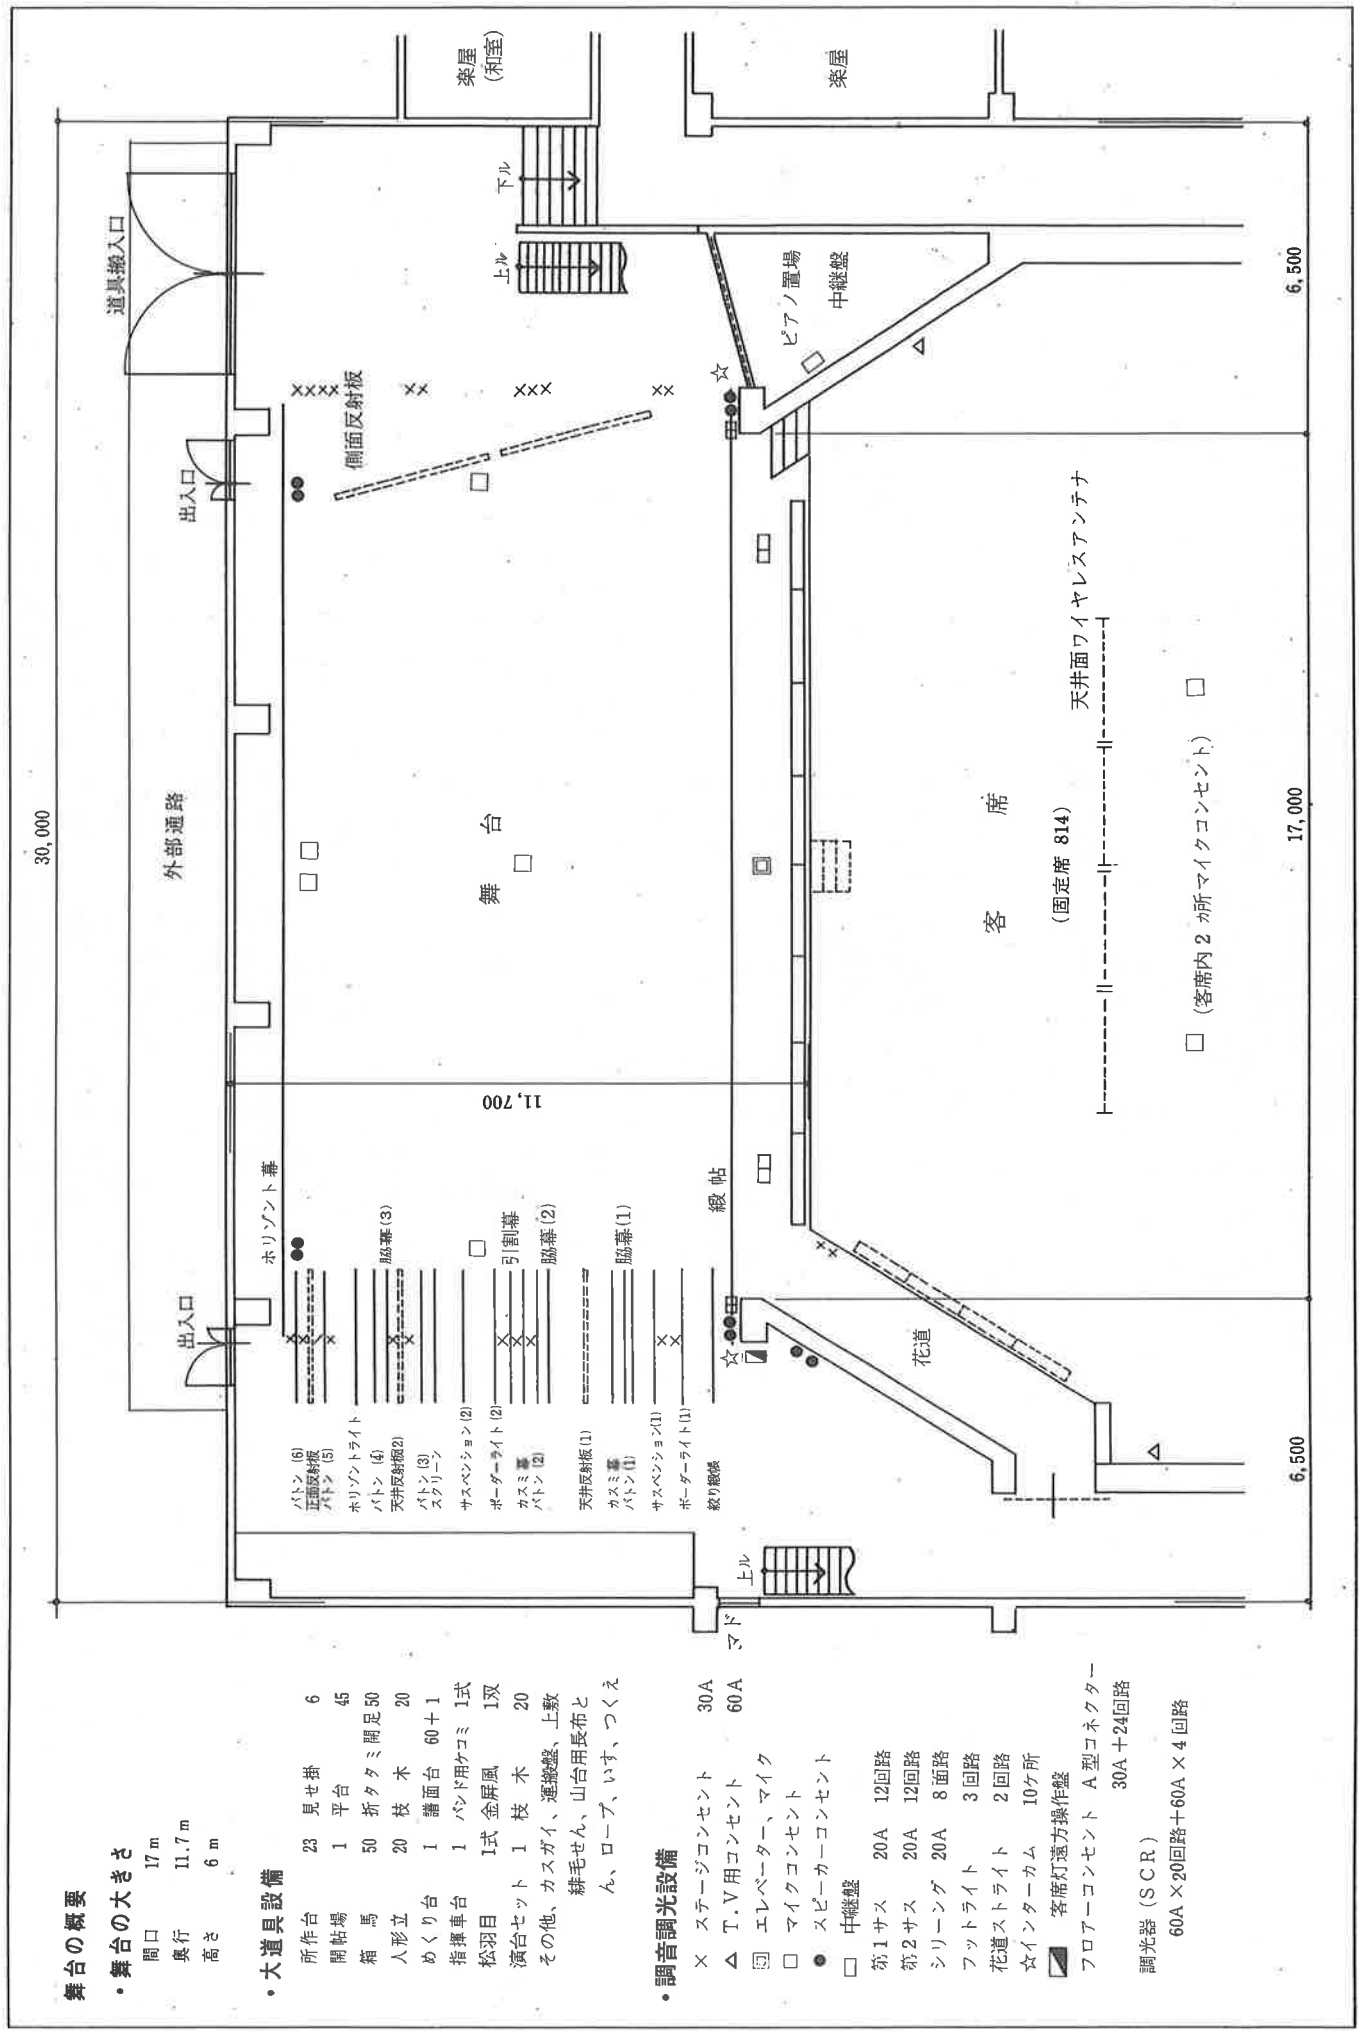 舞台の概要
・舞台の大きさ
間口 17m
奥行 11.7m
高さ 6m
・大道具設備
所作台 23 見せ掛 6
開帖場 1 平台 45
箱馬 50 折タタミ開足 50
人形立 20 枝木 20
めくり台 1 譜面台 60+1
指揮車台 1 バンド用ケコミ 1式
松羽目 1式 金屏風 1双
演台セット 1 枝木 20
その他、カスガイ、運搬盤、上敷
緋毛せん、山台用長布と
ん、ロープ、いす、つくえ
・調音調光設備
× ステージコンセント 30A
△ T.V用コンセント 60A
回 エレベーター、マイク
□ マイクコンセント
● スピーカーコンセント
□ 中継盤
第1サス 20A 12回路
第2サス 20A 12回路
シリーング 20A 8面路
フットライト 3回路
花道ストライト 2回路
☆インターカム 10ケ所
客席灯遠方操作盤
フロアーコンセント A型コネクター
30A+24回路
調光器(SCR)
60A×20回路+60A×4回路
30,000
外部通路
道具搬入口
出入口
出入口
楽屋
(和室)
楽屋
下ル
上ル
ピアノ置場
中継盤
側面反射板
ホリゾント幕
舞台
11,700
脇幕(3)
引割幕
脇幕(2)
脇幕(1)
緞帖
バトン(6)
正面反射板
バトン(5)
ホリゾントライト
バトン(4)
天井反射板(2)
バトン(3)
スクリーン
サスペンション(2)
ボーダーライト(2)
カスミ幕
バトン(2)
天井反射板(1)
カスミ幕
バトン(1)
サスペンション(1)
ボーダーライト(1)
絞り緞帳
花道
上ル
マド
客席
(固定席 814)
天井面ワイヤレスアンテナ
(客席内2ヵ所マイクコンセント)
6,500
17,000
6,500